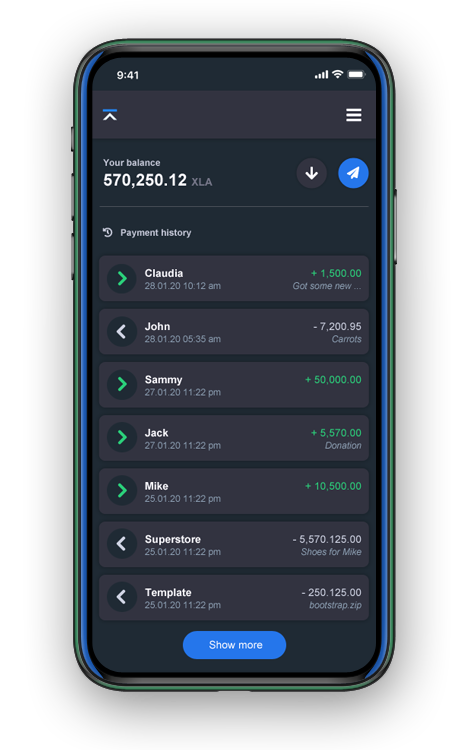 9:41
Your balance
570,250.12 XLA
Payment history
Claudia + 1,500.00
28.01.20 10:12 am Got some new ...
John - 7,200.95
28.01.20 05:35 am Carrots
Sammy + 50,000.00
27.01.20 11:22 pm
Jack + 5,570.00
27.01.20 11:22 pm Donation
Mike + 10,500.00
25.01.20 11:22 pm
Superstore - 5,570.125.00
25.01.20 11:22 pm Shoes for Mike
Template - 250.125.00
25.01.20 11:22 pm bootstrap.zip
Show more